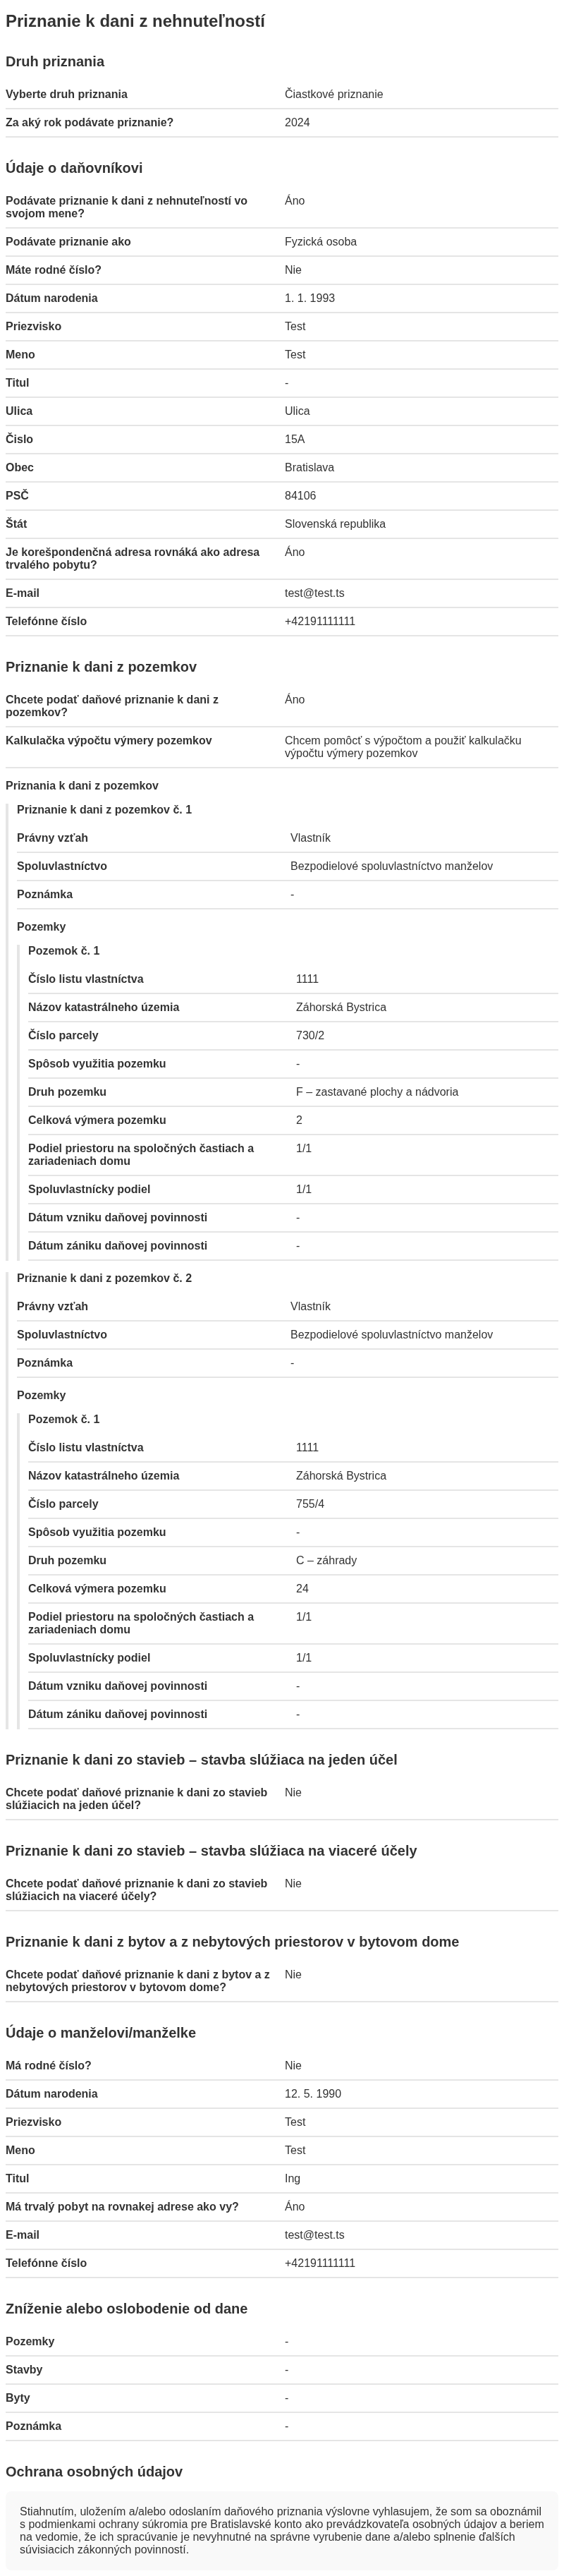 Priznanie k dani z nehnuteľností
Druh priznania
Vyberte druh priznania Čiastkové priznanie
Za aký rok podávate priznanie? 2024
Údaje o daňovníkovi
Podávate priznanie k dani z nehnuteľností vo Áno
svojom mene?
Podávate priznanie ako Fyzická osoba
Máte rodné číslo? Nie
Dátum narodenia 1. 1. 1993
Priezvisko Test
Meno Test
Titul -
Ulica Ulica
Čislo 15A
Obec Bratislava
PSČ 84106
Štát Slovenská republika
Je korešpondenčná adresa rovnáká ako adresa Áno
trvalého pobytu?
E-mail test@test.ts
Telefónne číslo +42191111111
Priznanie k dani z pozemkov
Chcete podať daňové priznanie k dani z Áno
pozemkov?
Kalkulačka výpočtu výmery pozemkov Chcem pomôcť s výpočtom a použiť kalkulačku
výpočtu výmery pozemkov
Priznania k dani z pozemkov
Priznanie k dani z pozemkov č. 1
Právny vzťah Vlastník
Spoluvlastníctvo Bezpodielové spoluvlastníctvo manželov
Poznámka -
Pozemky
Pozemok č. 1
Číslo listu vlastníctva 1111
Názov katastrálneho územia Záhorská Bystrica
Číslo parcely 730/2
Spôsob využitia pozemku -
Druh pozemku F – zastavané plochy a nádvoria
Celková výmera pozemku 2
Podiel priestoru na spoločných častiach a 1/1
zariadeniach domu
Spoluvlastnícky podiel 1/1
Dátum vzniku daňovej povinnosti -
Dátum zániku daňovej povinnosti -
Priznanie k dani z pozemkov č. 2
Právny vzťah Vlastník
Spoluvlastníctvo Bezpodielové spoluvlastníctvo manželov
Poznámka -
Pozemky
Pozemok č. 1
Číslo listu vlastníctva 1111
Názov katastrálneho územia Záhorská Bystrica
Číslo parcely 755/4
Spôsob využitia pozemku -
Druh pozemku C – záhrady
Celková výmera pozemku 24
Podiel priestoru na spoločných častiach a 1/1
zariadeniach domu
Spoluvlastnícky podiel 1/1
Dátum vzniku daňovej povinnosti -
Dátum zániku daňovej povinnosti -
Priznanie k dani zo stavieb – stavba slúžiaca na jeden účel
Chcete podať daňové priznanie k dani zo stavieb Nie
slúžiacich na jeden účel?
Priznanie k dani zo stavieb – stavba slúžiaca na viaceré účely
Chcete podať daňové priznanie k dani zo stavieb Nie
slúžiacich na viaceré účely?
Priznanie k dani z bytov a z nebytových priestorov v bytovom dome
Chcete podať daňové priznanie k dani z bytov a z Nie
nebytových priestorov v bytovom dome?
Údaje o manželovi/manželke
Má rodné číslo? Nie
Dátum narodenia 12. 5. 1990
Priezvisko Test
Meno Test
Titul Ing
Má trvalý pobyt na rovnakej adrese ako vy? Áno
E-mail test@test.ts
Telefónne číslo +42191111111
Zníženie alebo oslobodenie od dane
Pozemky -
Stavby -
Byty -
Poznámka -
Ochrana osobných údajov
Stiahnutím, uložením a/alebo odoslaním daňového priznania výslovne vyhlasujem, že som sa oboznámil
s podmienkami ochrany súkromia pre Bratislavské konto ako prevádzkovateľa osobných údajov a beriem
na vedomie, že ich spracúvanie je nevyhnutné na správne vyrubenie dane a/alebo splnenie ďalších
súvisiacich zákonných povinností.